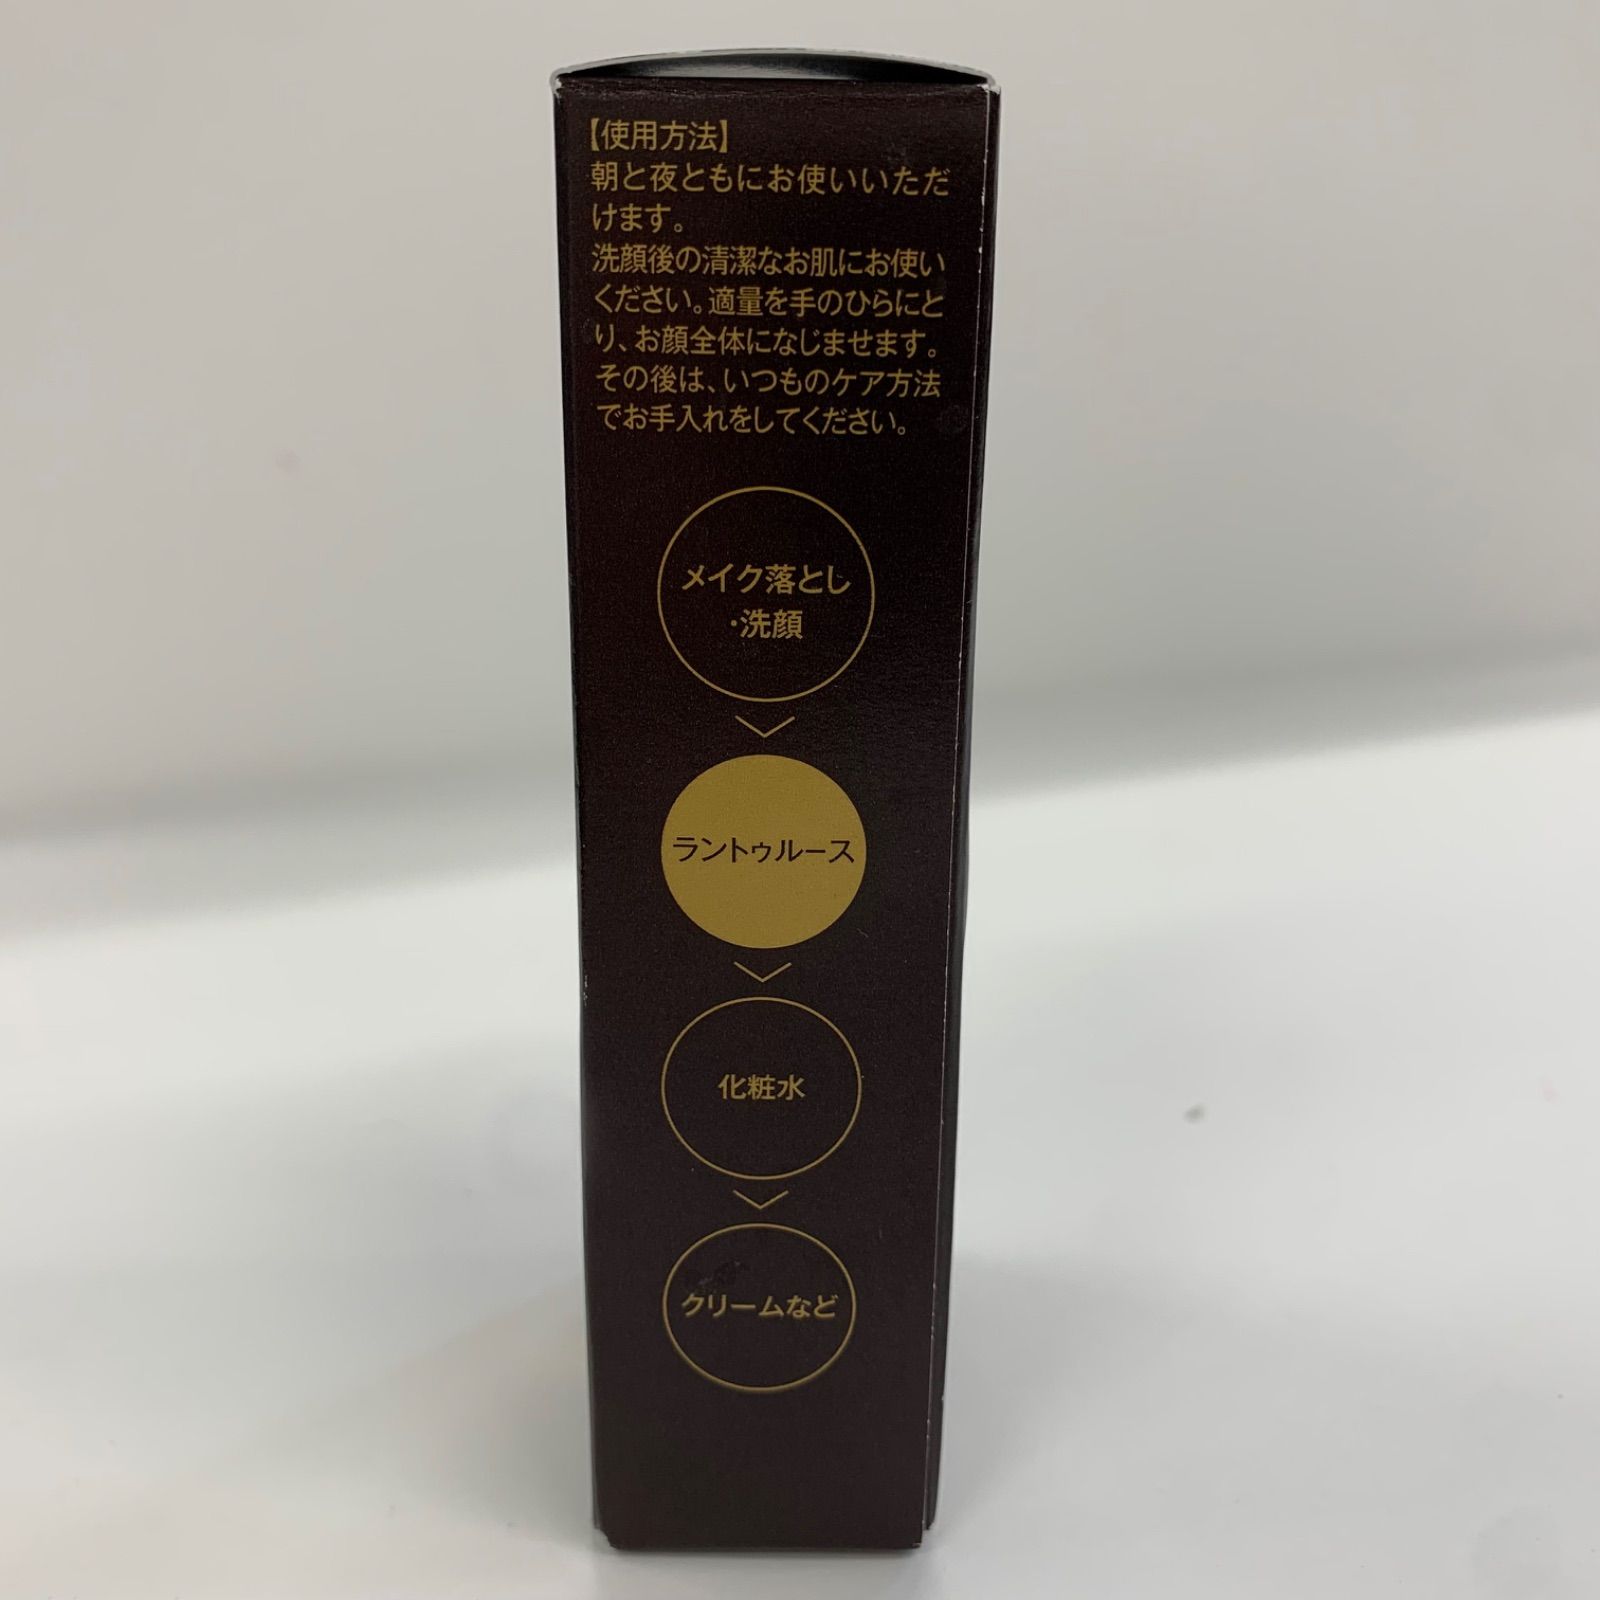 【使用方法】
朝と夜ともにお使いいただ
けます。
洗顔後の清潔なお肌にお使い
ください。適量を手のひらにと
り、お顔全体になじませます。
その後は、いつものケア方法
でお手入れをしてください。
メイク落とし
・洗顔
ラントゥルース
化粧水
クリームなど